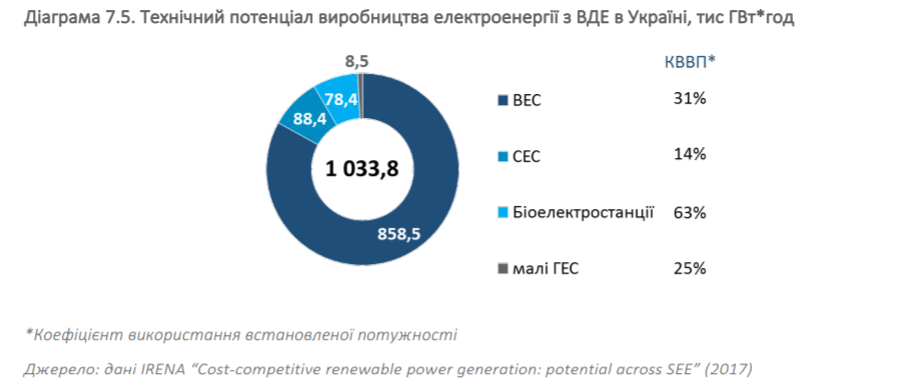 Діаграма 7.5. Технічний потенціал виробництва електроенергії з ВДЕ в Україні, тис ГВт*год
8,5
КВВП*
78,4
ВЕС 31%
88,4
СЕС 14%
1 033,8
Біоелектростанції 63%
858,5
малі ГЕС 25%
*Коефіцієнт використання встановленої потужності
Джерело: дані IRENA “Cost-competitive renewable power generation: potential across SEE” (2017)